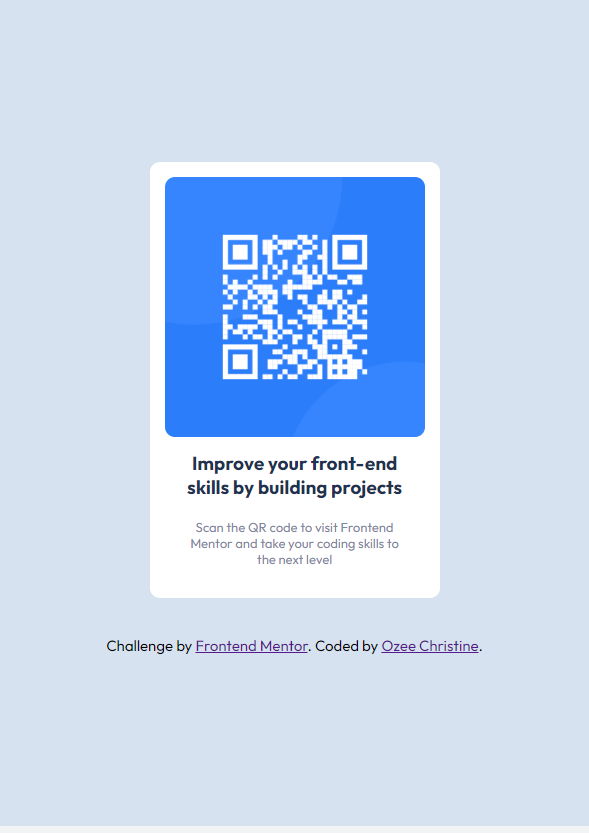 Improve your front-end
skills by building projects
Scan the QR code to visit Frontend
Mentor and take your coding skills to
the next level
Challenge by Frontend Mentor. Coded by Ozee Christine.